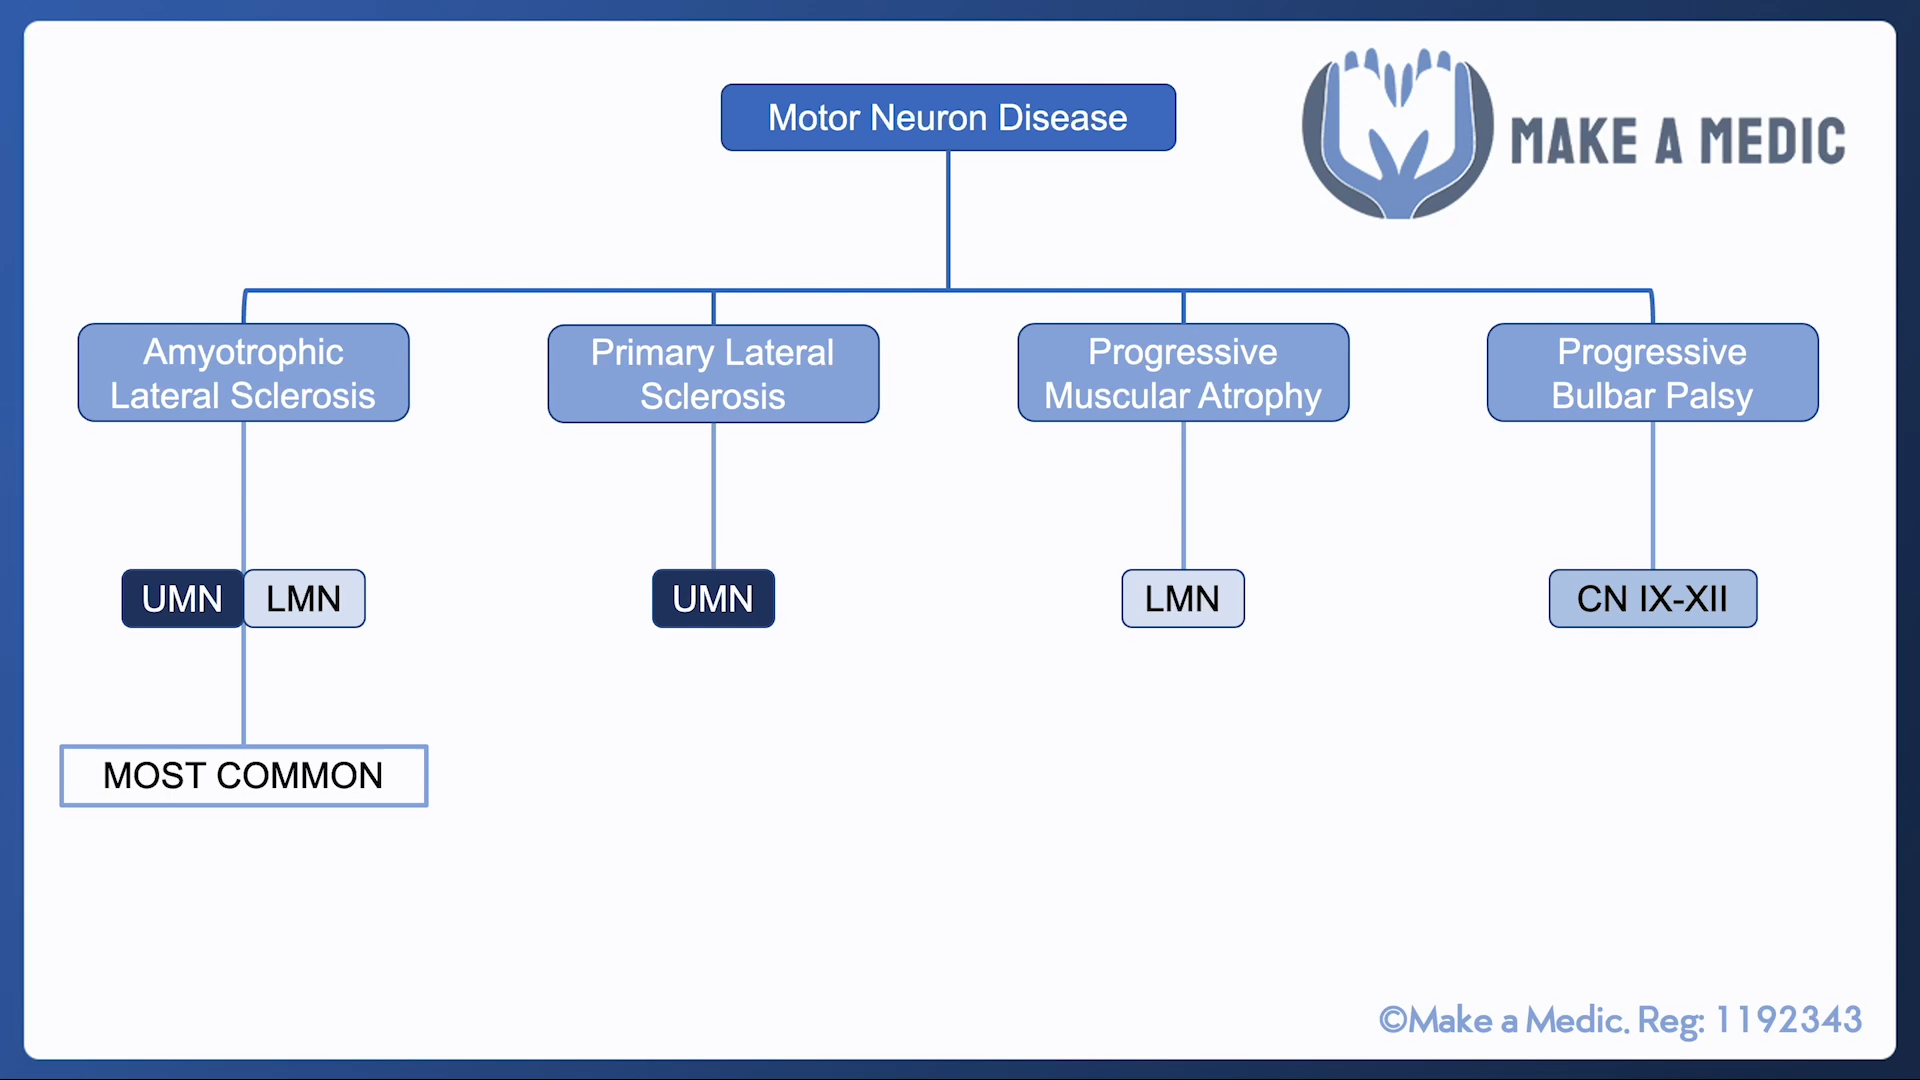 Motor Neuron Disease
MAKE A MEDIC
Amyotrophic
Lateral Sclerosis
Primary Lateral
Sclerosis
Progressive
Muscular Atrophy
Progressive
Bulbar Palsy
UMN
LMN
UMN
LMN
CN IX-XII
MOST COMMON
©Make a Medic. Reg: 1192343